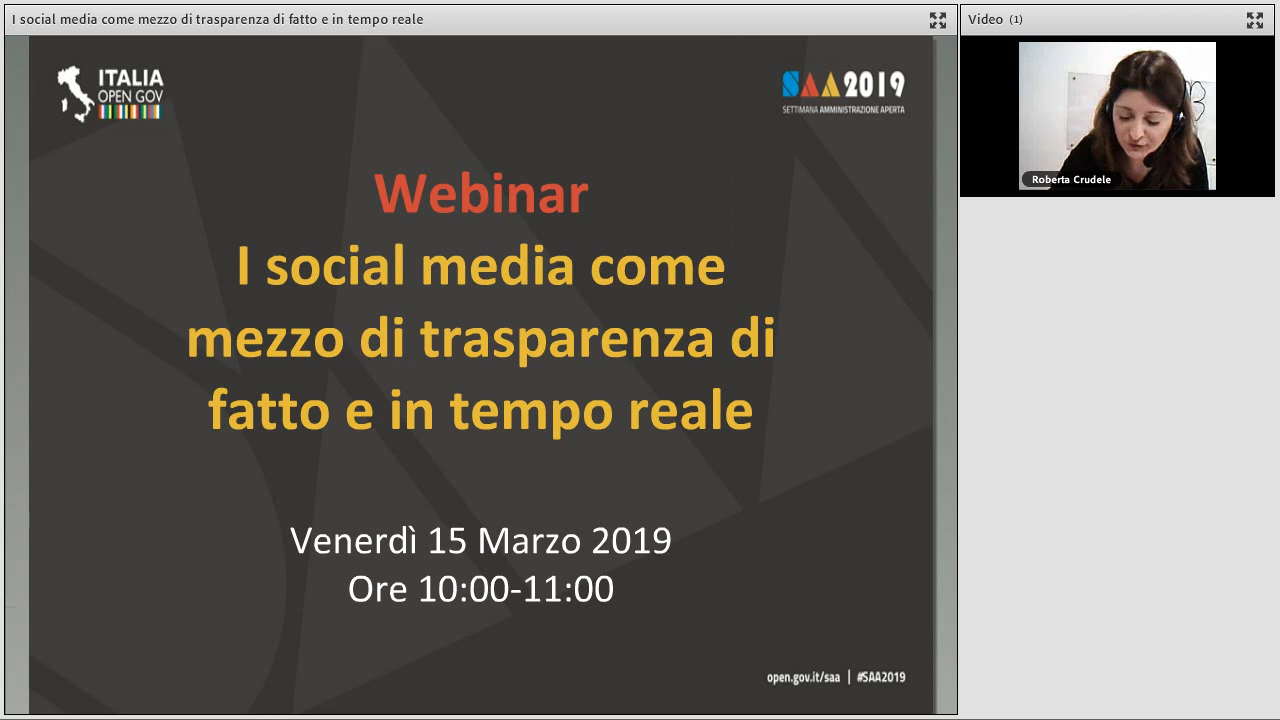 I social media come mezzo di trasparenza di fatto e in tempo reale
Video (1)
ITALIA
OPEN GOV
SAA2019
SETTIMANA AMMINISTRAZIONE APERTA
Roberta Crudele
Webinar
I social media come
mezzo di trasparenza di
fatto e in tempo reale
Venerdì 15 Marzo 2019
Ore 10:00-11:00
open.gov.it/saa | #SAA2019